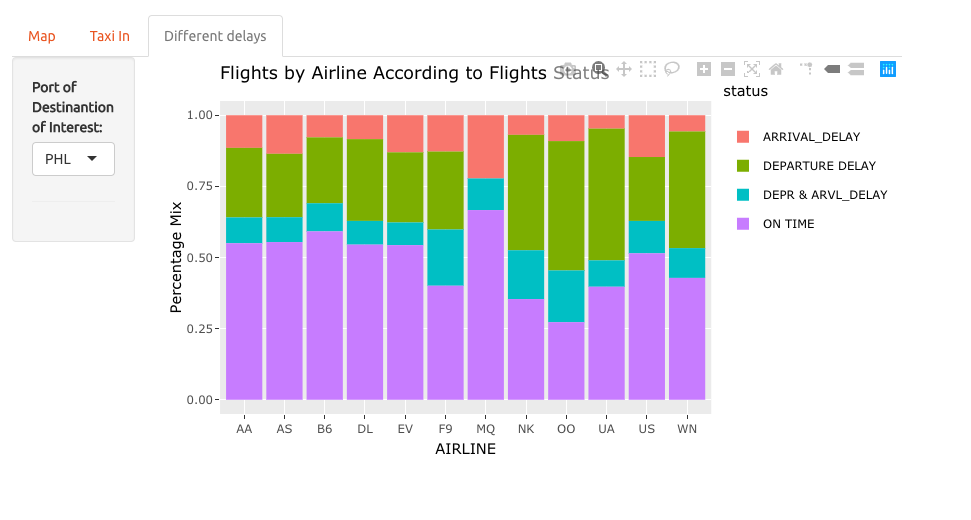 Map Taxi In Different delays
Port of
Destinantion
of Interest:
PHL
Flights by Airline According to Flights Status
status
ARRIVAL_DELAY
DEPARTURE DELAY
DEPR & ARVL_DELAY
ON TIME
Percentage Mix
1.00
0.75
0.50
0.25
0.00
AA AS B6 DL EV F9 MQ NK OO UA US WN
AIRLINE